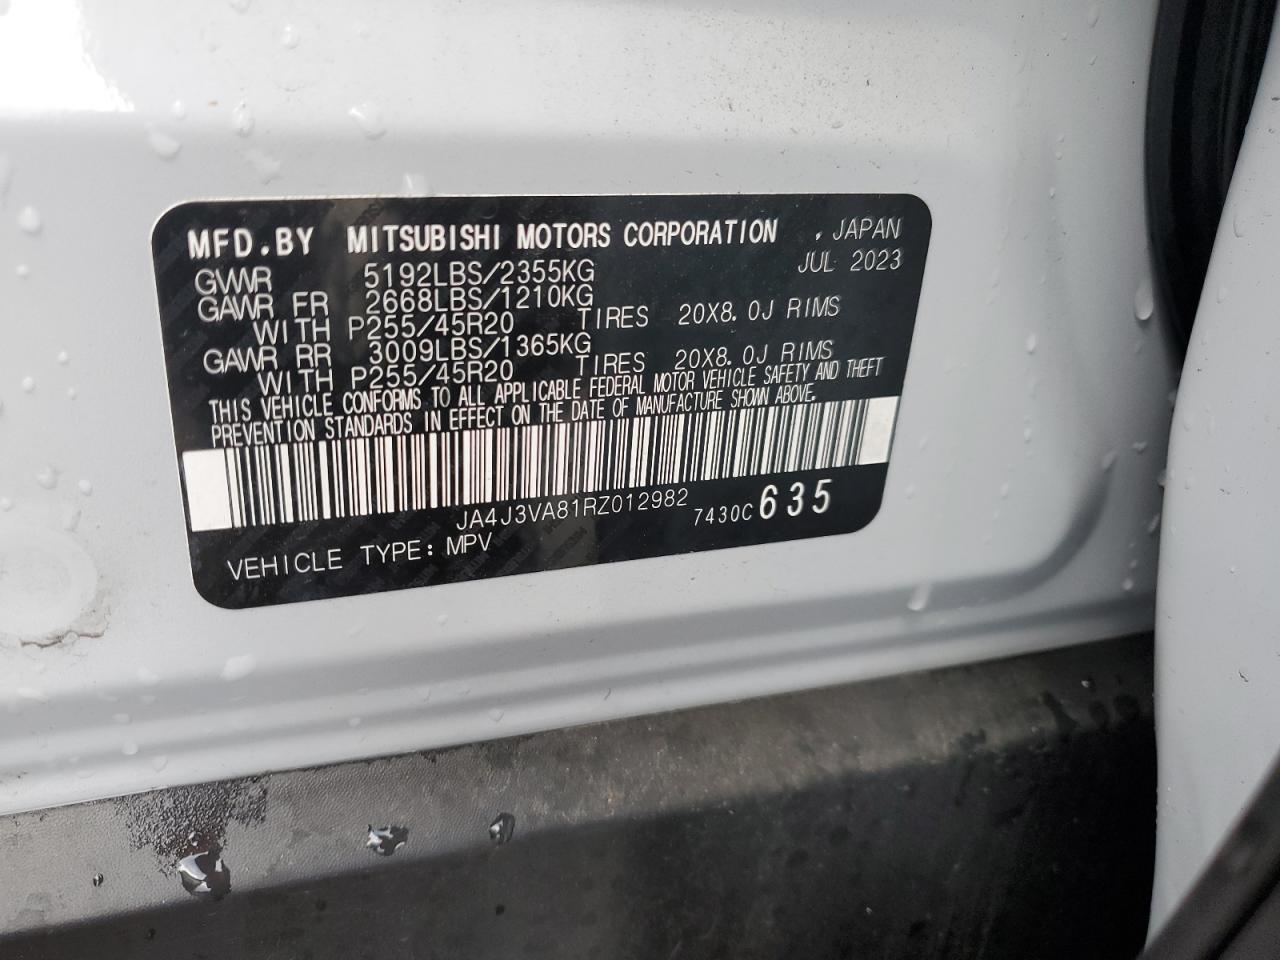 MFD.BY MITSUBISHI MOTORS CORPORATION , JAPAN
GVWR 5192LBS/2355KG JUL 2023
GAWR FR 2668LBS/1210KG
WITH P255/45R20 TIRES 20X8.0J RIMS
GAWR RR 3009LBS/1365KG
WITH P255/45R20 TIRES 20X8.0J RIMS
THIS VEHICLE CONFORMS TO ALL APPLICABLE FEDERAL MOTOR VEHICLE SAFETY AND THEFT
PREVENTION STANDARDS IN EFFECT ON THE DATE OF MANUFACTURE SHOWN ABOVE.
JA4J3VA81RZ012982 7430C 635
VEHICLE TYPE: MPV